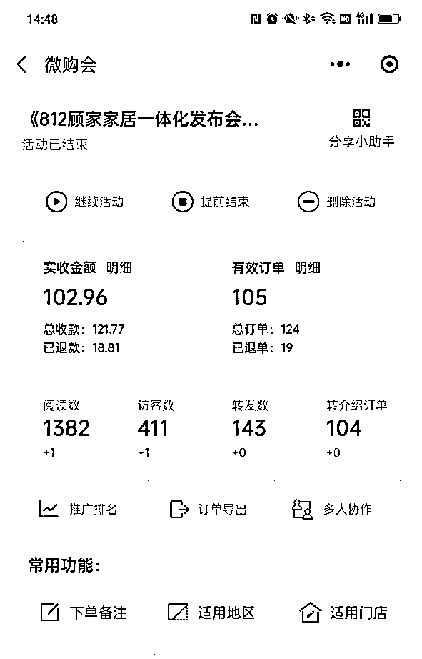 14:48
微购会
《812顾家家居一体化发布会...
活动已结束
分享小助手
继续活动 提前结束 删除活动
实收金额 明细 有效订单 明细
102.96 105
总收款：121.77 总订单：124
已退款：18.81 已退单：19
阅读数 访客数 转发数 转介绍订单
1382 411 143 104
+1 +0 +0
推广排名 订单导出 多人协作
常用功能：
下单备注 适用地区 适用门店